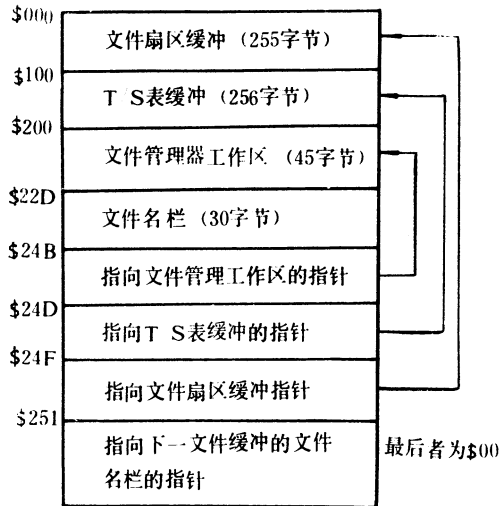 $000
文件扇区缓冲（255字节）
$100
T S表缓冲（256字节）
$200
文件管理器工作区（45字节）
$22D
文件名栏（30字节）
$24B
指向文件管理工作区的指针
$24D
指向T S表缓冲的指针
$24F
指向文件扇区缓冲指针
$251
指向下一文件缓冲的文件
名栏的指针
最后者为$00